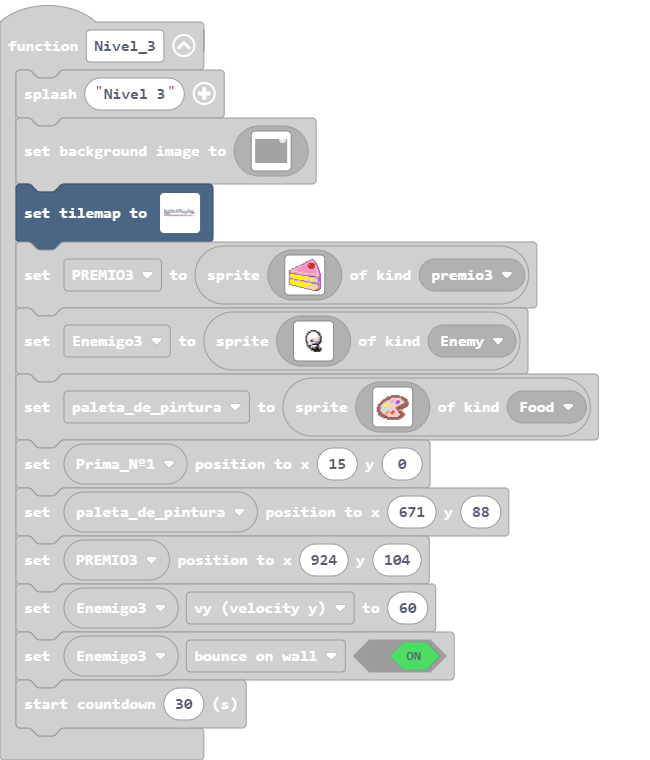 function Nivel_3
splash "Nivel 3"
set background image to
set tilemap to
set PREMIO3 to sprite of kind premio3
set Enemigo3 to sprite of kind Enemy
set paleta_de_pintura to sprite of kind Food
set Prima_Nº1 position to x 15 y 0
set paleta_de_pintura position to x 671 y 88
set PREMIO3 position to x 924 y 104
set Enemigo3 vy (velocity y) to 60
set Enemigo3 bounce on wall ON
start countdown 30 (s)